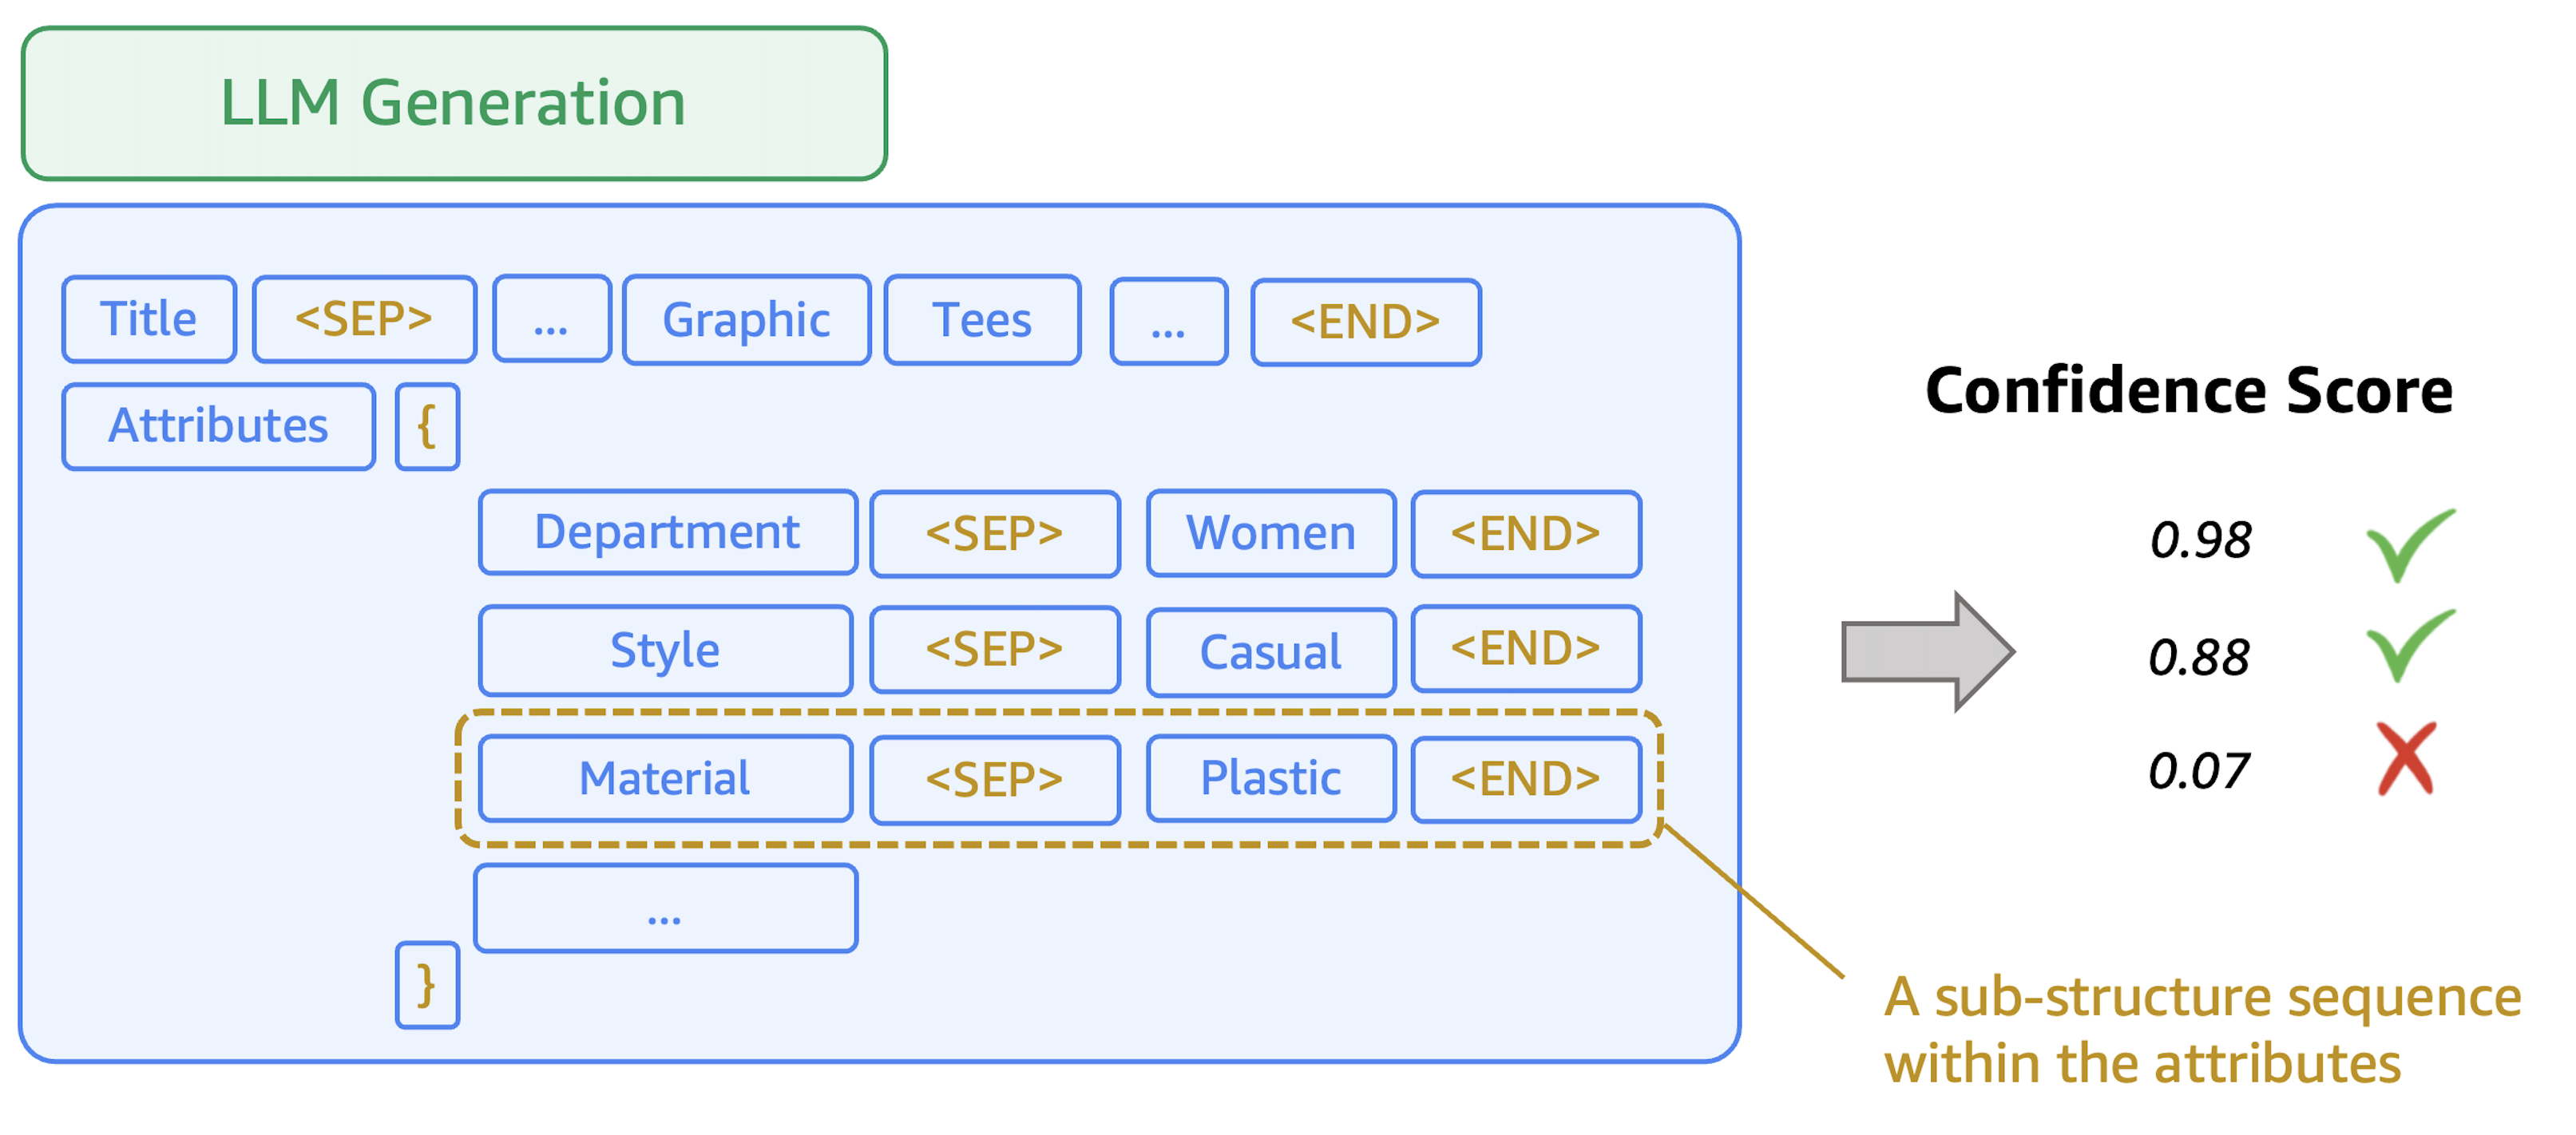 LLM Generation
Title <SEP> ... Graphic Tees ... <END>
Attributes {
Department <SEP> Women <END>
Style <SEP> Casual <END>
Material <SEP> Plastic <END>
...
}
Confidence Score
0.98
0.88
0.07
A sub-structure sequence
within the attributes